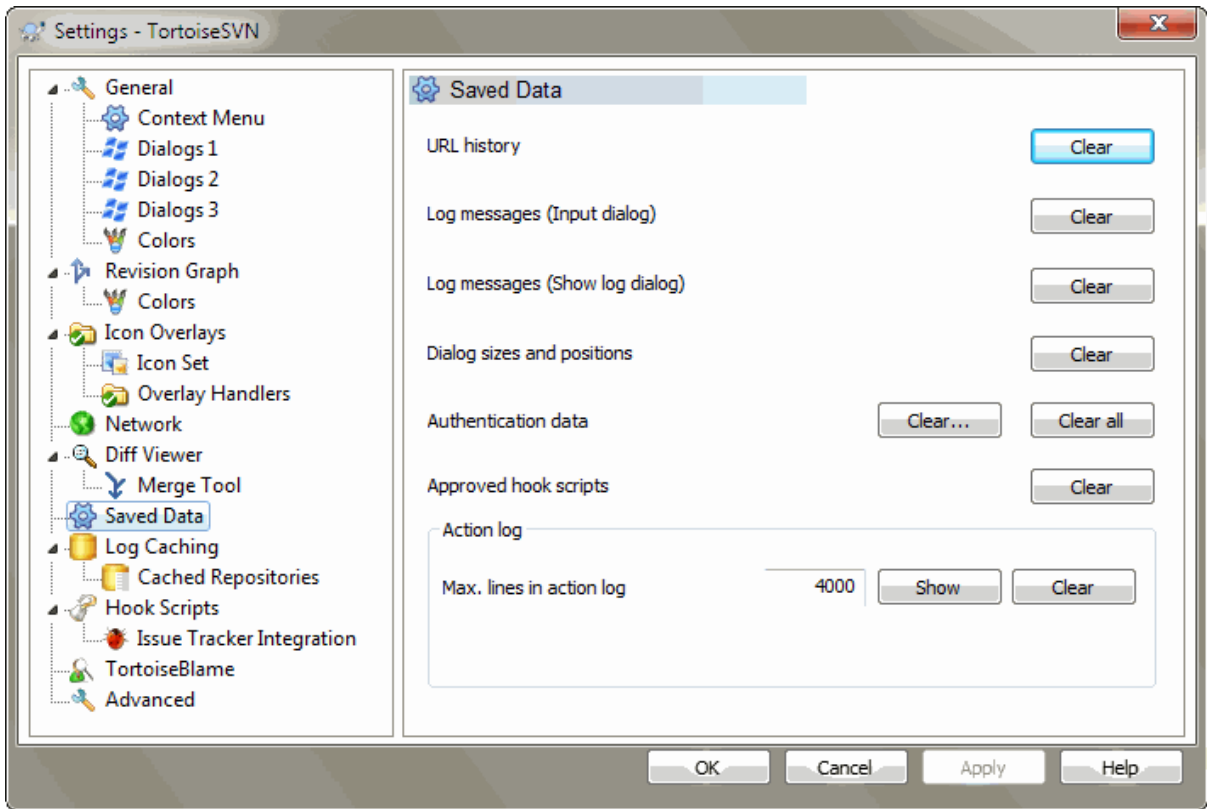 Settings - TortoiseSVN
General
Context Menu
Dialogs 1
Dialogs 2
Dialogs 3
Colors
Revision Graph
Colors
Icon Overlays
Icon Set
Overlay Handlers
Network
Diff Viewer
Merge Tool
Saved Data
Log Caching
Cached Repositories
Hook Scripts
Issue Tracker Integration
TortoiseBlame
Advanced
Saved Data
URL history Clear
Log messages (Input dialog) Clear
Log messages (Show log dialog) Clear
Dialog sizes and positions Clear
Authentication data Clear... Clear all
Approved hook scripts Clear
Action log
Max. lines in action log 4000 Show Clear
OK Cancel Apply Help